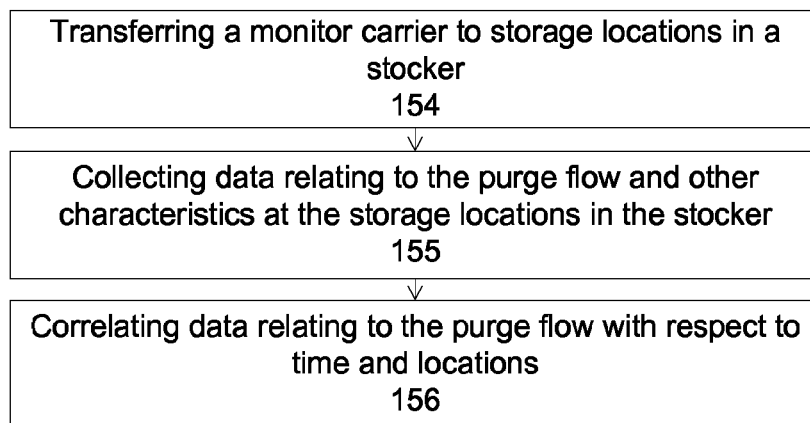 Transferring a monitor carrier to storage locations in a
stocker
154
Collecting data relating to the purge flow and other
characteristics at the storage locations in the stocker
155
Correlating data relating to the purge flow with respect to
time and locations
156